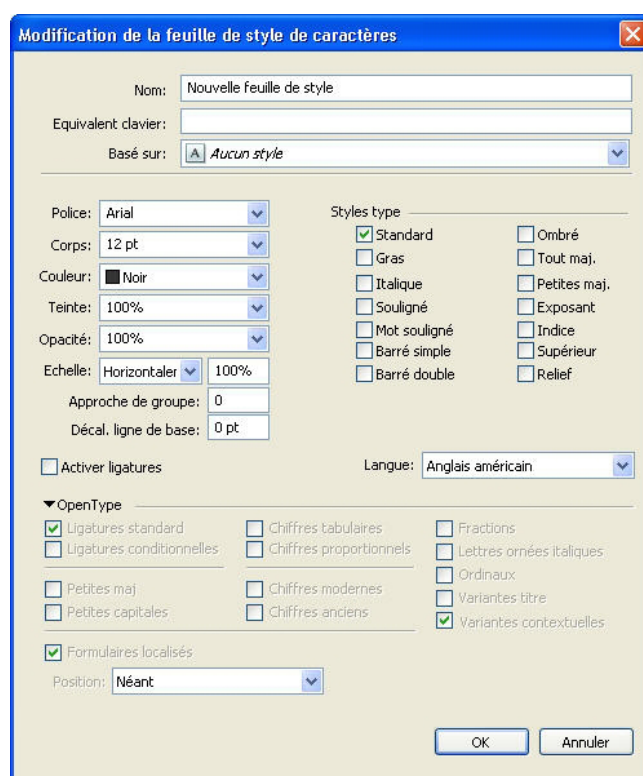 Modification de la feuille de style de caractères
Nom: Nouvelle feuille de style
Equivalent clavier:
Basé sur: A Aucun style
Police: Arial
Corps: 12 pt
Couleur: Noir
Teinte: 100%
Opacité: 100%
Echelle: Horizontaler 100%
Approche de groupe: 0
Décal. ligne de base: 0 pt
Styles type
Standard Ombré
Gras Tout maj.
Italique Petites maj.
Souligné Exposant
Mot souligné Indice
Barré simple Supérieur
Barré double Relief
Activer ligatures Langue: Anglais américain
OpenType
Ligatures standard Chiffres tabulaires Fractions
Ligatures conditionnelles Chiffres proportionnels Lettres ornées italiques
Ordinaux
Petites maj Chiffres modernes Variantes titre
Petites capitales Chiffres anciens Variantes contextuelles
Formulaires localisés
Position: Néant
OK Annuler